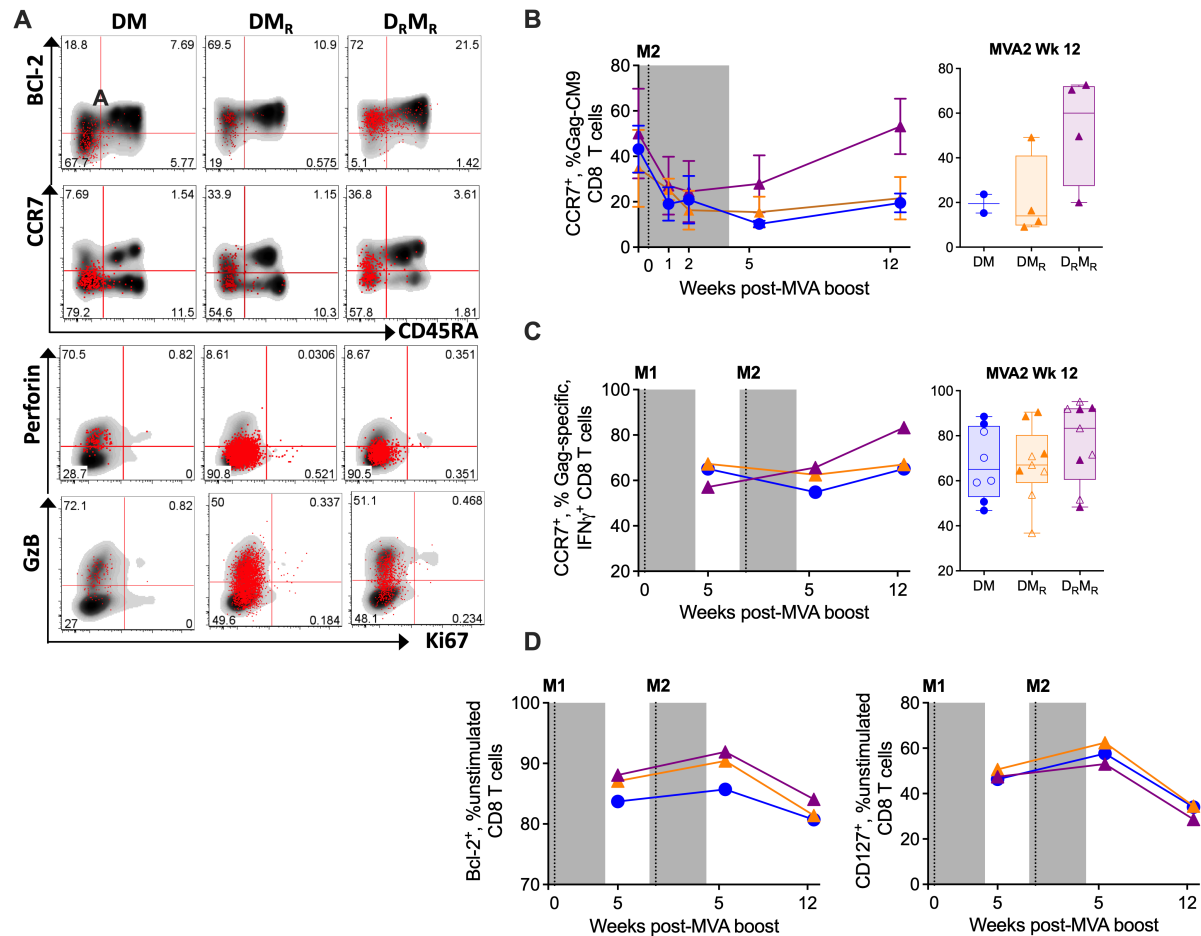 A
DM DMR DRMR
BCl-2
18.8 7.69
A
67.7 5.77
69.5 10.9
19 0.575
72 21.5
5.1 1.42
CCR7
7.69 1.54
79.2 11.5
33.9 1.15
54.6 10.3
36.8 3.61
57.8 1.81
CD45RA
Perforin
70.5 0.82
28.7 0
8.61 0.0306
90.8 0.521
8.67 0.351
90.5 0.351
GzB
72.1 0.82
27 0
50 0.337
49.6 0.184
51.1 0.468
48.1 0.234
Ki67
B
M2
CCR7+, %Gag-CM9
CD8 T cells
80
60
40
20
0
0 1 2 5 12
Weeks post-MVA boost
MVA2 Wk 12
80
60
40
20
0
DM DMR DRMR
C
M1 M2
CCR7+, % Gag-specific,
IFNγ+ CD8 T cells
100
80
60
40
20
0 5 5 12
Weeks post-MVA boost
MVA2 Wk 12
100
80
60
40
20
DM DMR DRMR
D
M1 M2
Bcl-2+, %unstimulated
CD8 T cells
100
90
80
70
0 5 5 12
Weeks post-MVA boost
M1 M2
CD127+, %unstimulated
CD8 T cells
80
60
40
20
0
0 5 5 12
Weeks post-MVA boost